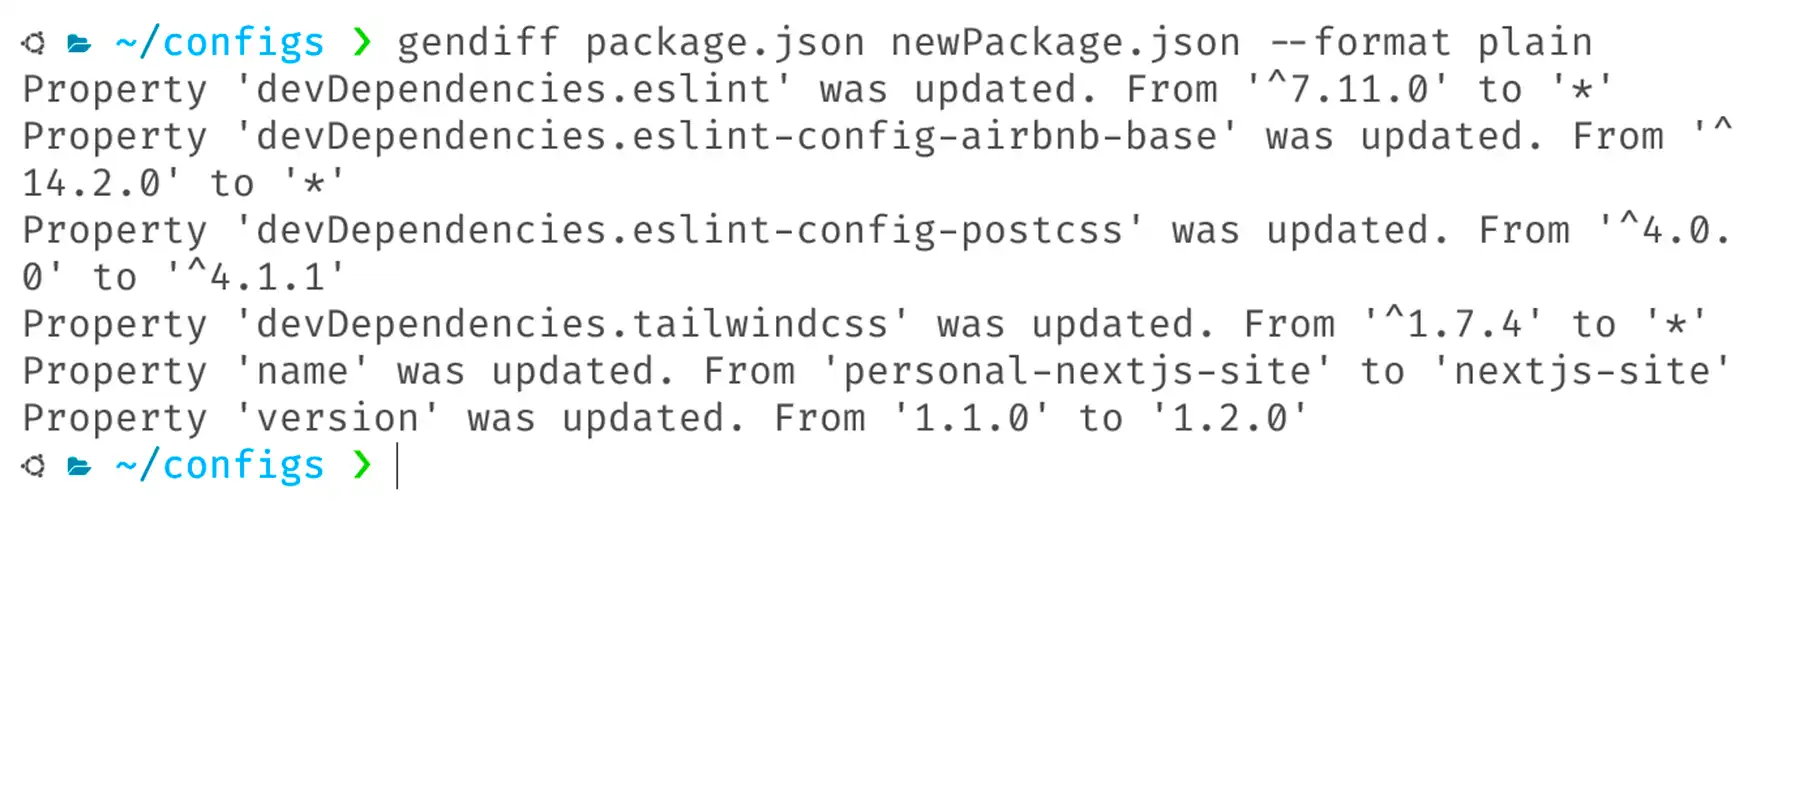 ~/configs ❯ gendiff package.json newPackage.json --format plain
Property 'devDependencies.eslint' was updated. From '^7.11.0' to '*'
Property 'devDependencies.eslint-config-airbnb-base' was updated. From '^
14.2.0' to '*'
Property 'devDependencies.eslint-config-postcss' was updated. From '^4.0.
0' to '^4.1.1'
Property 'devDependencies.tailwindcss' was updated. From '^1.7.4' to '*'
Property 'name' was updated. From 'personal-nextjs-site' to 'nextjs-site'
Property 'version' was updated. From '1.1.0' to '1.2.0'
~/configs ❯